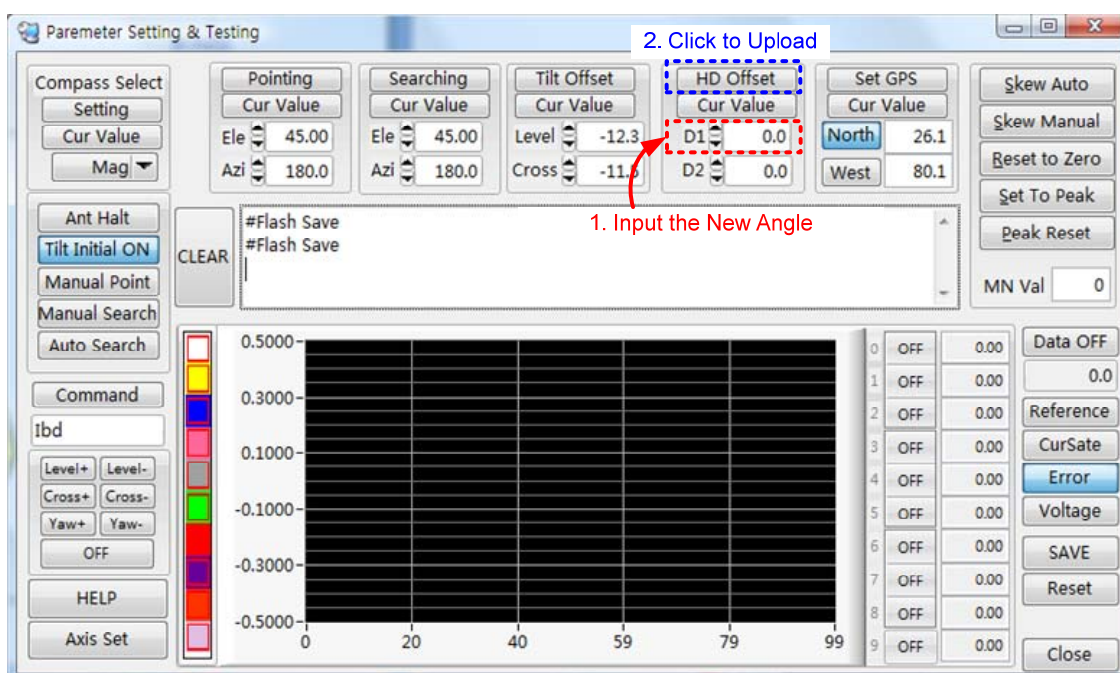 Paremeter Setting & Testing
2. Click to Upload
Compass Select
Setting
Cur Value
Mag
Pointing
Cur Value
Ele 45.00
Azi 180.0
Searching
Cur Value
Ele 45.00
Azi 180.0
Tilt Offset
Cur Value
Level -12.3
Cross -11.
HD Offset
Cur Value
D1 0.0
D2 0.0
Set GPS
Cur Value
North 26.1
West 80.1
Skew Auto
Skew Manual
Reset to Zero
Set To Peak
Peak Reset
MN Val 0
1. Input the New Angle
Ant Halt
Tilt Initial ON
Manual Point
Manual Search
Auto Search
CLEAR
#Flash Save
#Flash Save
Command
Ibd
Level+ Level-
Cross+ Cross-
Yaw+ Yaw-
OFF
HELP
Axis Set
0.5000
0.3000
0.1000
-0.1000
-0.3000
-0.5000
0 20 40 59 79 99
0 OFF 0.00
1 OFF 0.00
2 OFF 0.00
3 OFF 0.00
4 OFF 0.00
5 OFF 0.00
6 OFF 0.00
7 OFF 0.00
8 OFF 0.00
9 OFF 0.00
Data OFF
0.0
Reference
CurSate
Error
Voltage
SAVE
Reset
Close